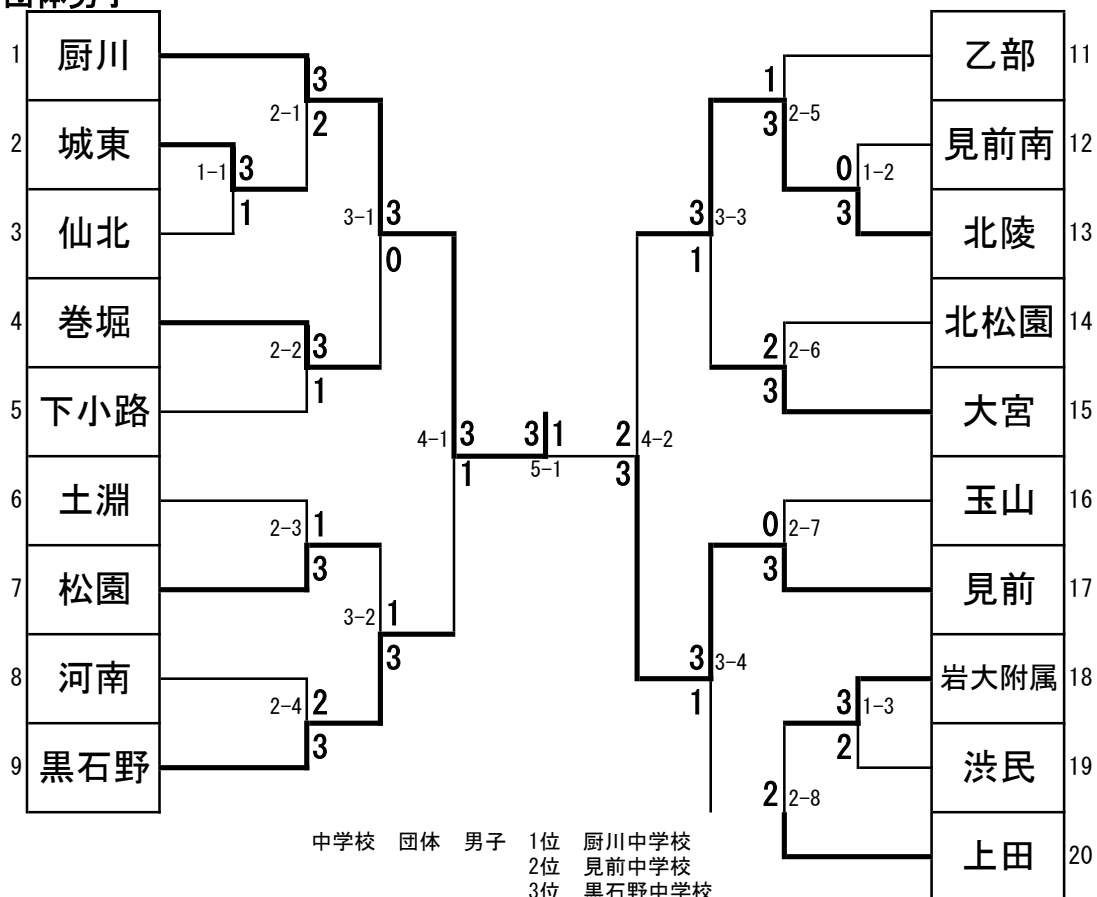 団体男子
1 厨川
2 城東
3 仙北
4 巻堀
5 下小路
6 土淵
7 松園
8 河南
9 黒石野
1-1 3
1
2-1 3
2
2-2 3
1
2-3 1
3
2-4 2
3
3-1 3
0
3-2 1
3
4-1 3
1
3 1
5-1
2 4-2
3
3 3-3
1
3 3-4
1
1
3 2-5
0 1-2
3
2 2-6
3
0 2-7
3
3 1-3
2
2 2-8
乙部 11
見前南 12
北陵 13
北松園 14
大宮 15
玉山 16
見前 17
岩大附属 18
渋民 19
上田 20
中学校 団体 男子 1位 厨川中学校
2位 見前中学校
3位 黒石野中学校